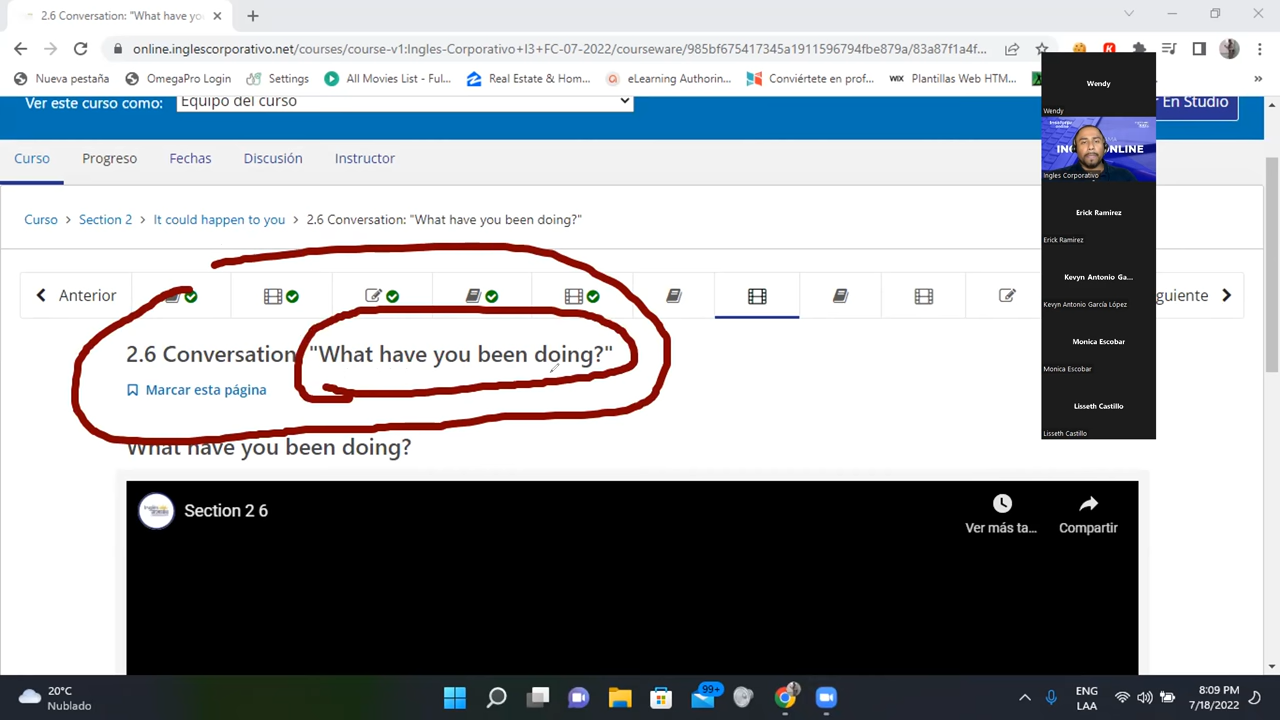 2.6 Conversation: "What have you
online.inglescorporativo.net/courses/course-v1:Ingles-Corporativo+I3+FC-07-2022/courseware/985bf675417345a1911596794fbe879a/83a87f1a4f...
Nueva pestaña OmegaPro Login Settings All Movies List - Ful... Real Estate & Hom... eLearning Authorin... Conviértete en prof... WIX Plantillas Web HTM... »
Ver este curso como: Equipo del curso r En Studio
Curso Progreso Fechas Discusión Instructor
Curso > Section 2 > It could happen to you > 2.6 Conversation: "What have you been doing?"
Anterior guiente
2.6 Conversation "What have you been doing?"
Marcar esta página
What have you been doing?
Section 2 6
Ver más ta... Compartir
Wendy
Wendy
INGLES ONLINE
Ingles Corporativo
Erick Ramirez
Erick Ramirez
Kevyn Antonio Ga...
Kevyn Antonio García López
Monica Escobar
Monica Escobar
Lisseth Castillo
Lisseth Castillo
20°C
Nublado
99+
ENG
LAA
8:09 PM
7/18/2022